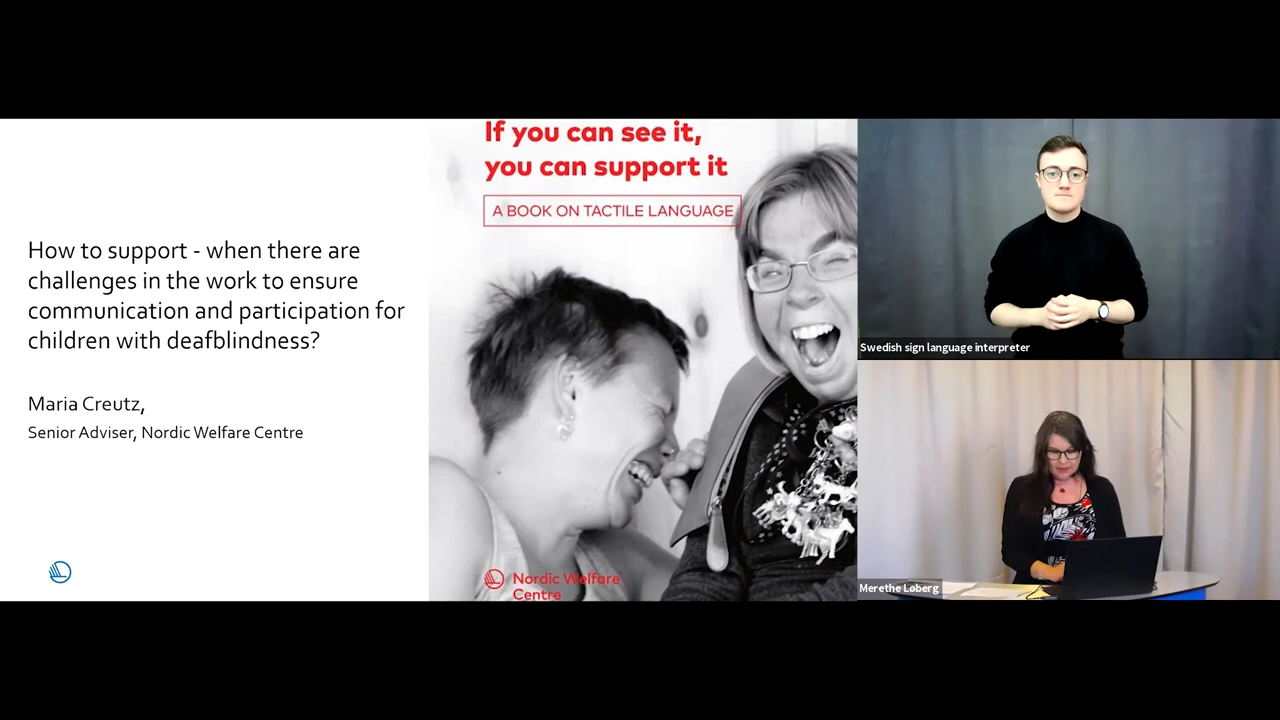 How to support - when there are
challenges in the work to ensure
communication and participation for
children with deafblindness?
Maria Creutz,
Senior Adviser, Nordic Welfare Centre
If you can see it,
you can support it
A BOOK ON TACTILE LANGUAGE
Nordic Welfare
Centre
Swedish sign language interpreter
Merethe Løberg